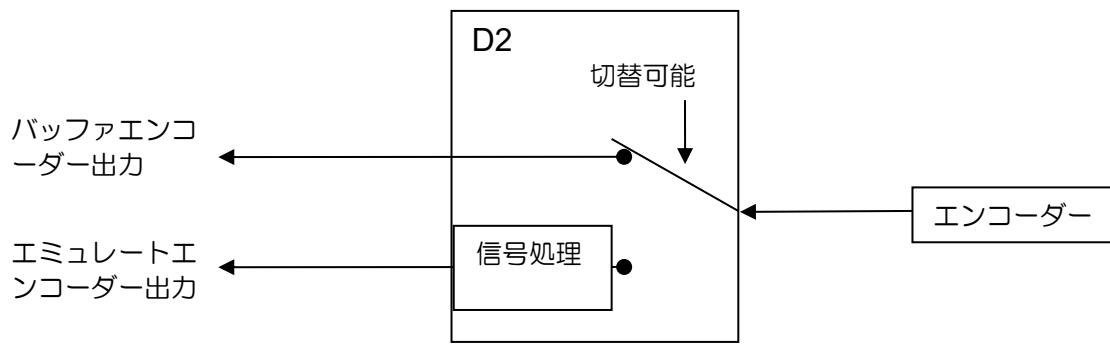 D2
切替可能
バッファエンコ
ーダー出力
エンコーダー
エミュレートエ
ンコーダー出力
信号処理